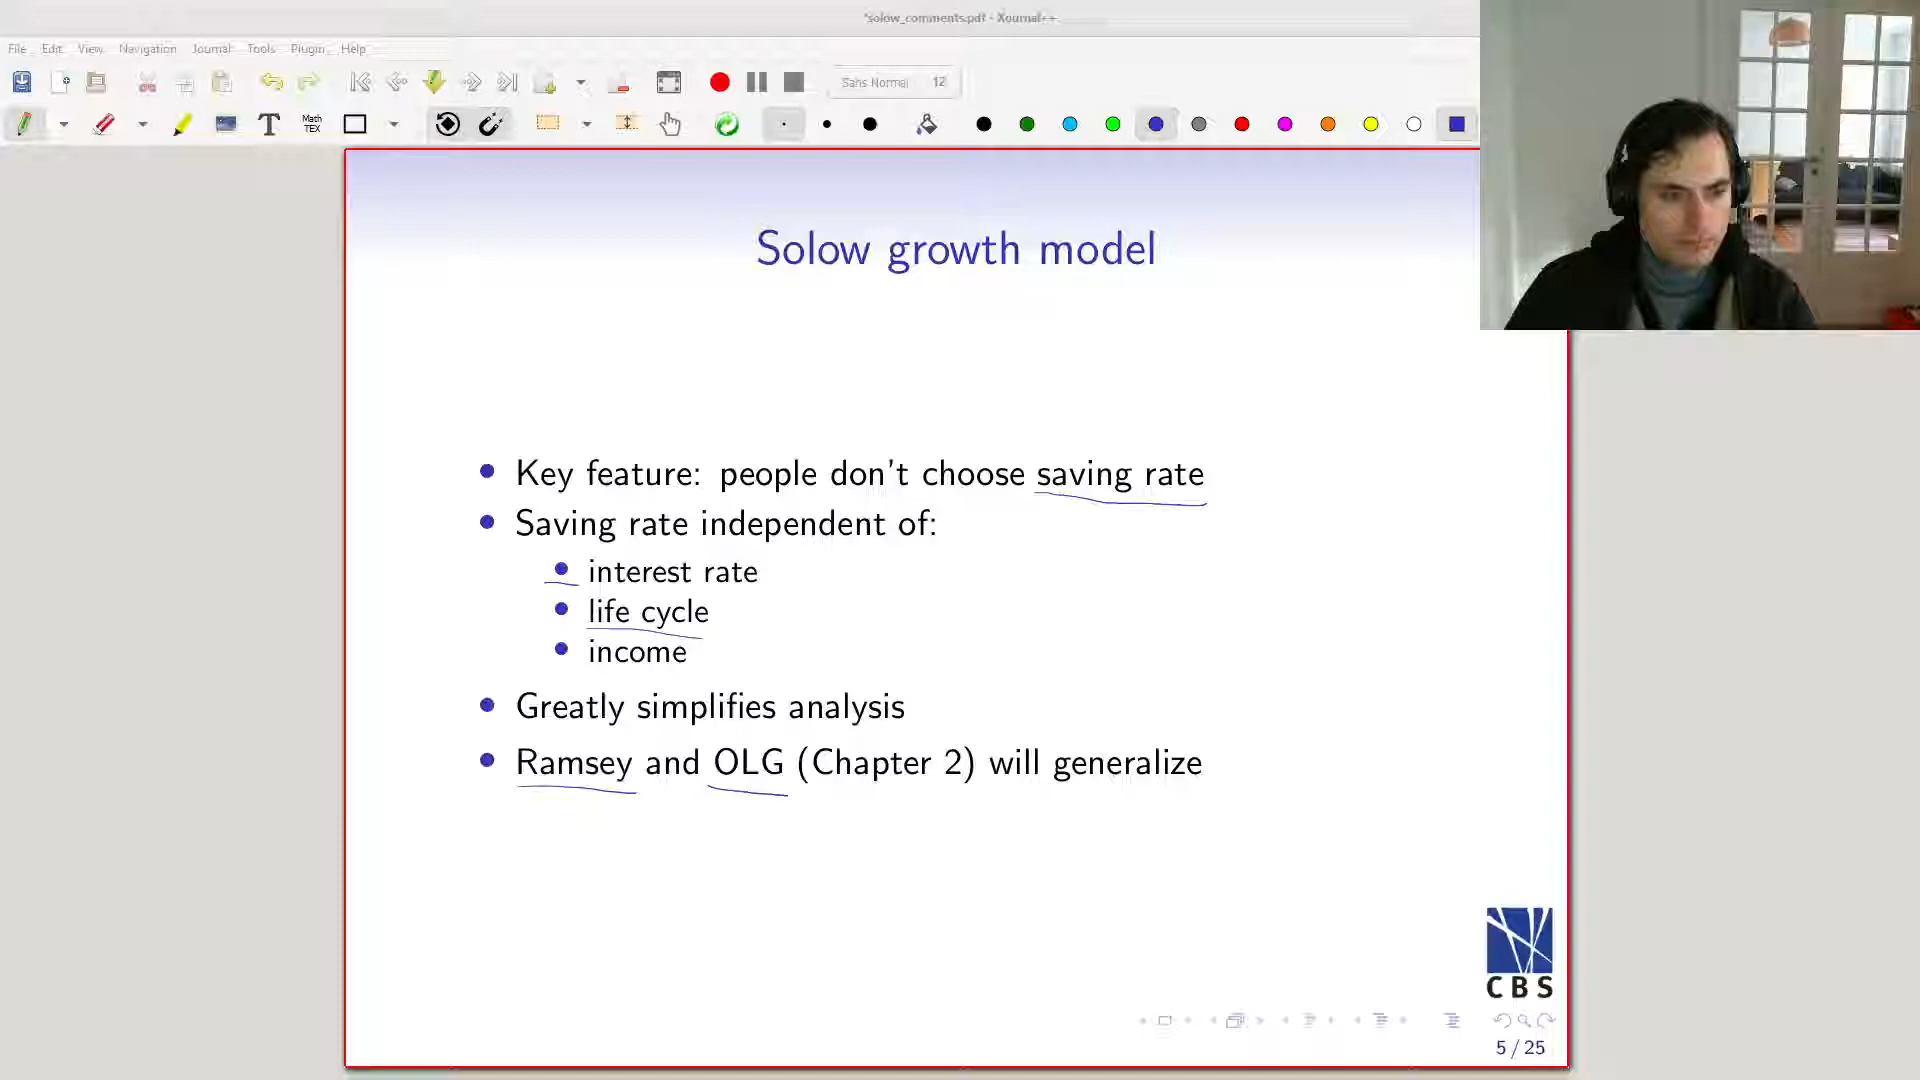 *solow_comments.pdf - Xournal++
File Edit View Navigation Journal Tools Plugin Help
Sans Normal 12
Math
TEX
Solow growth model
Key feature: people don't choose saving rate
Saving rate independent of:
interest rate
life cycle
income
Greatly simplifies analysis
Ramsey and OLG (Chapter 2) will generalize
CBS
5 / 25